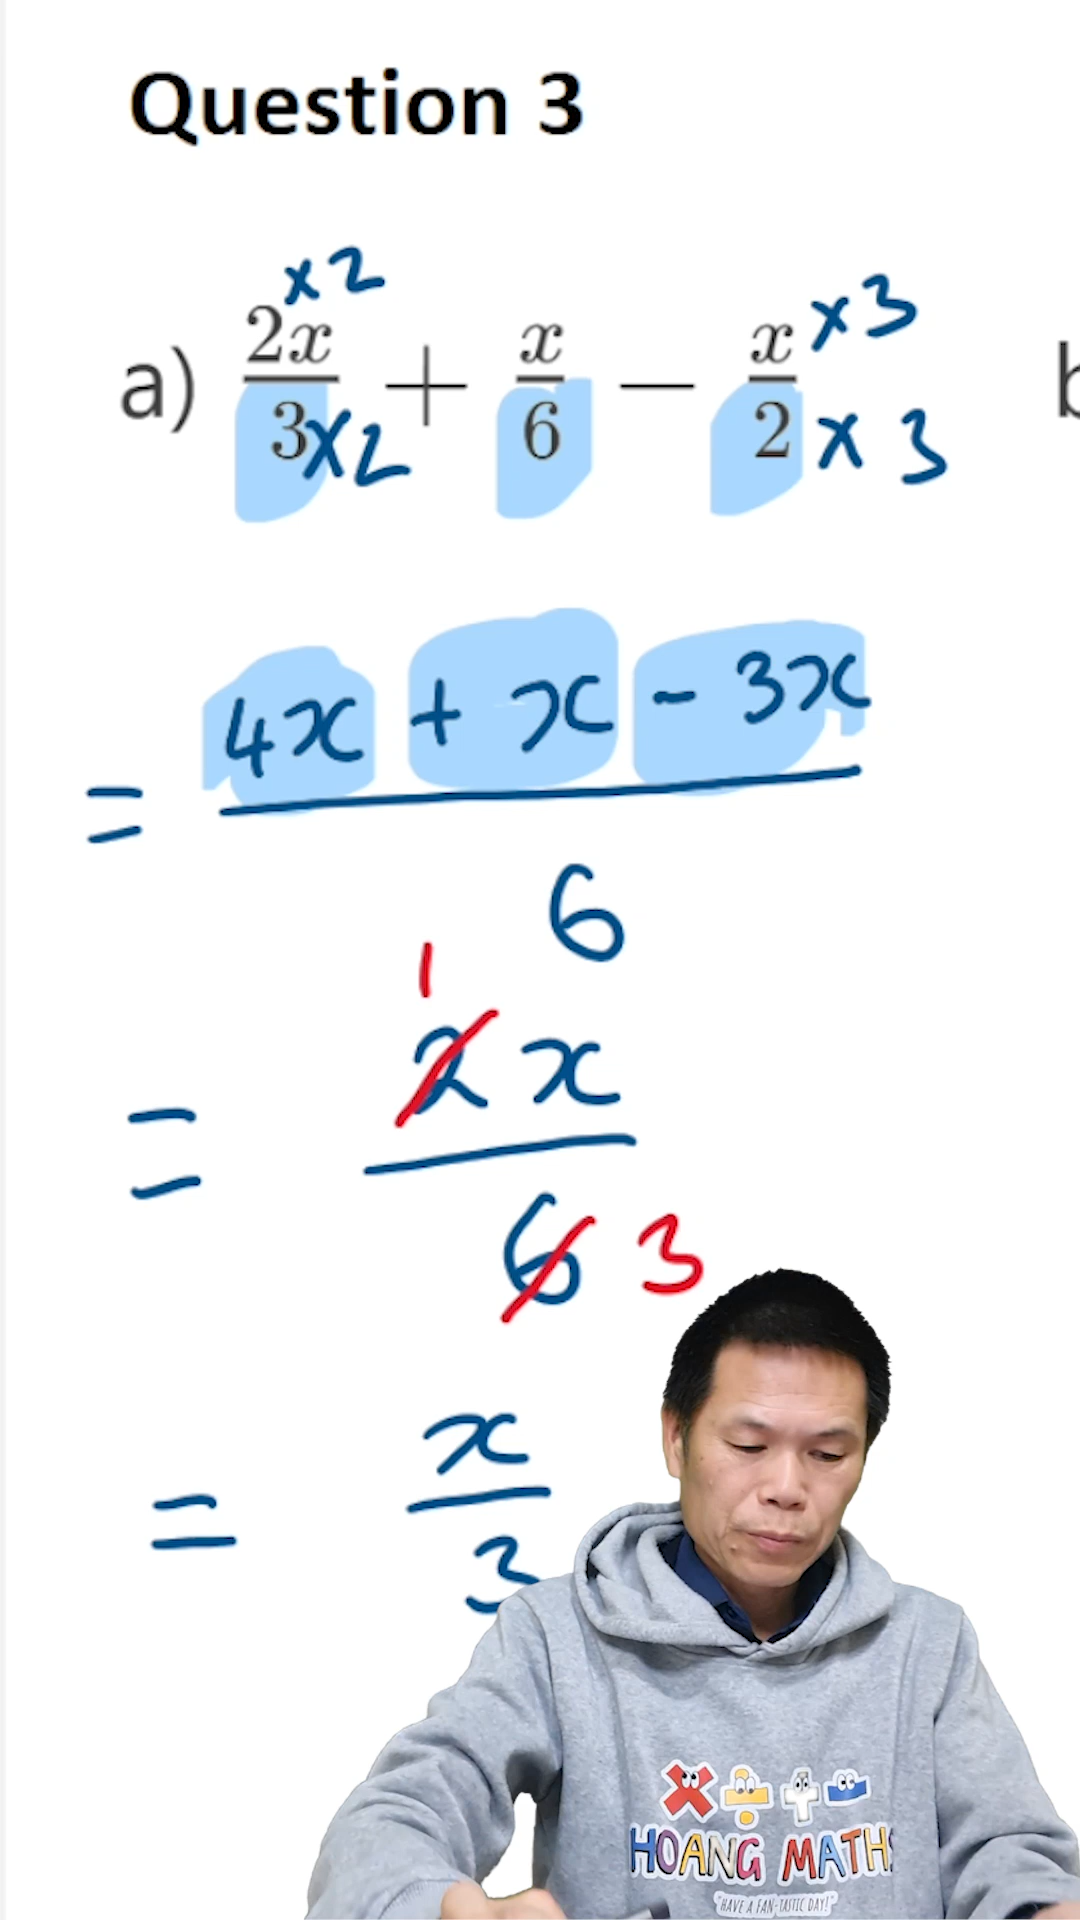 Question 3
×2 ×3
a) 2x/3 + x/6 − x/2 b
×2 × 3
= 4x + x - 3x
6
1
= 2x
6 3
= x
3
HOANG MATHS
"HAVE A FAN-TASTIC DAY!"